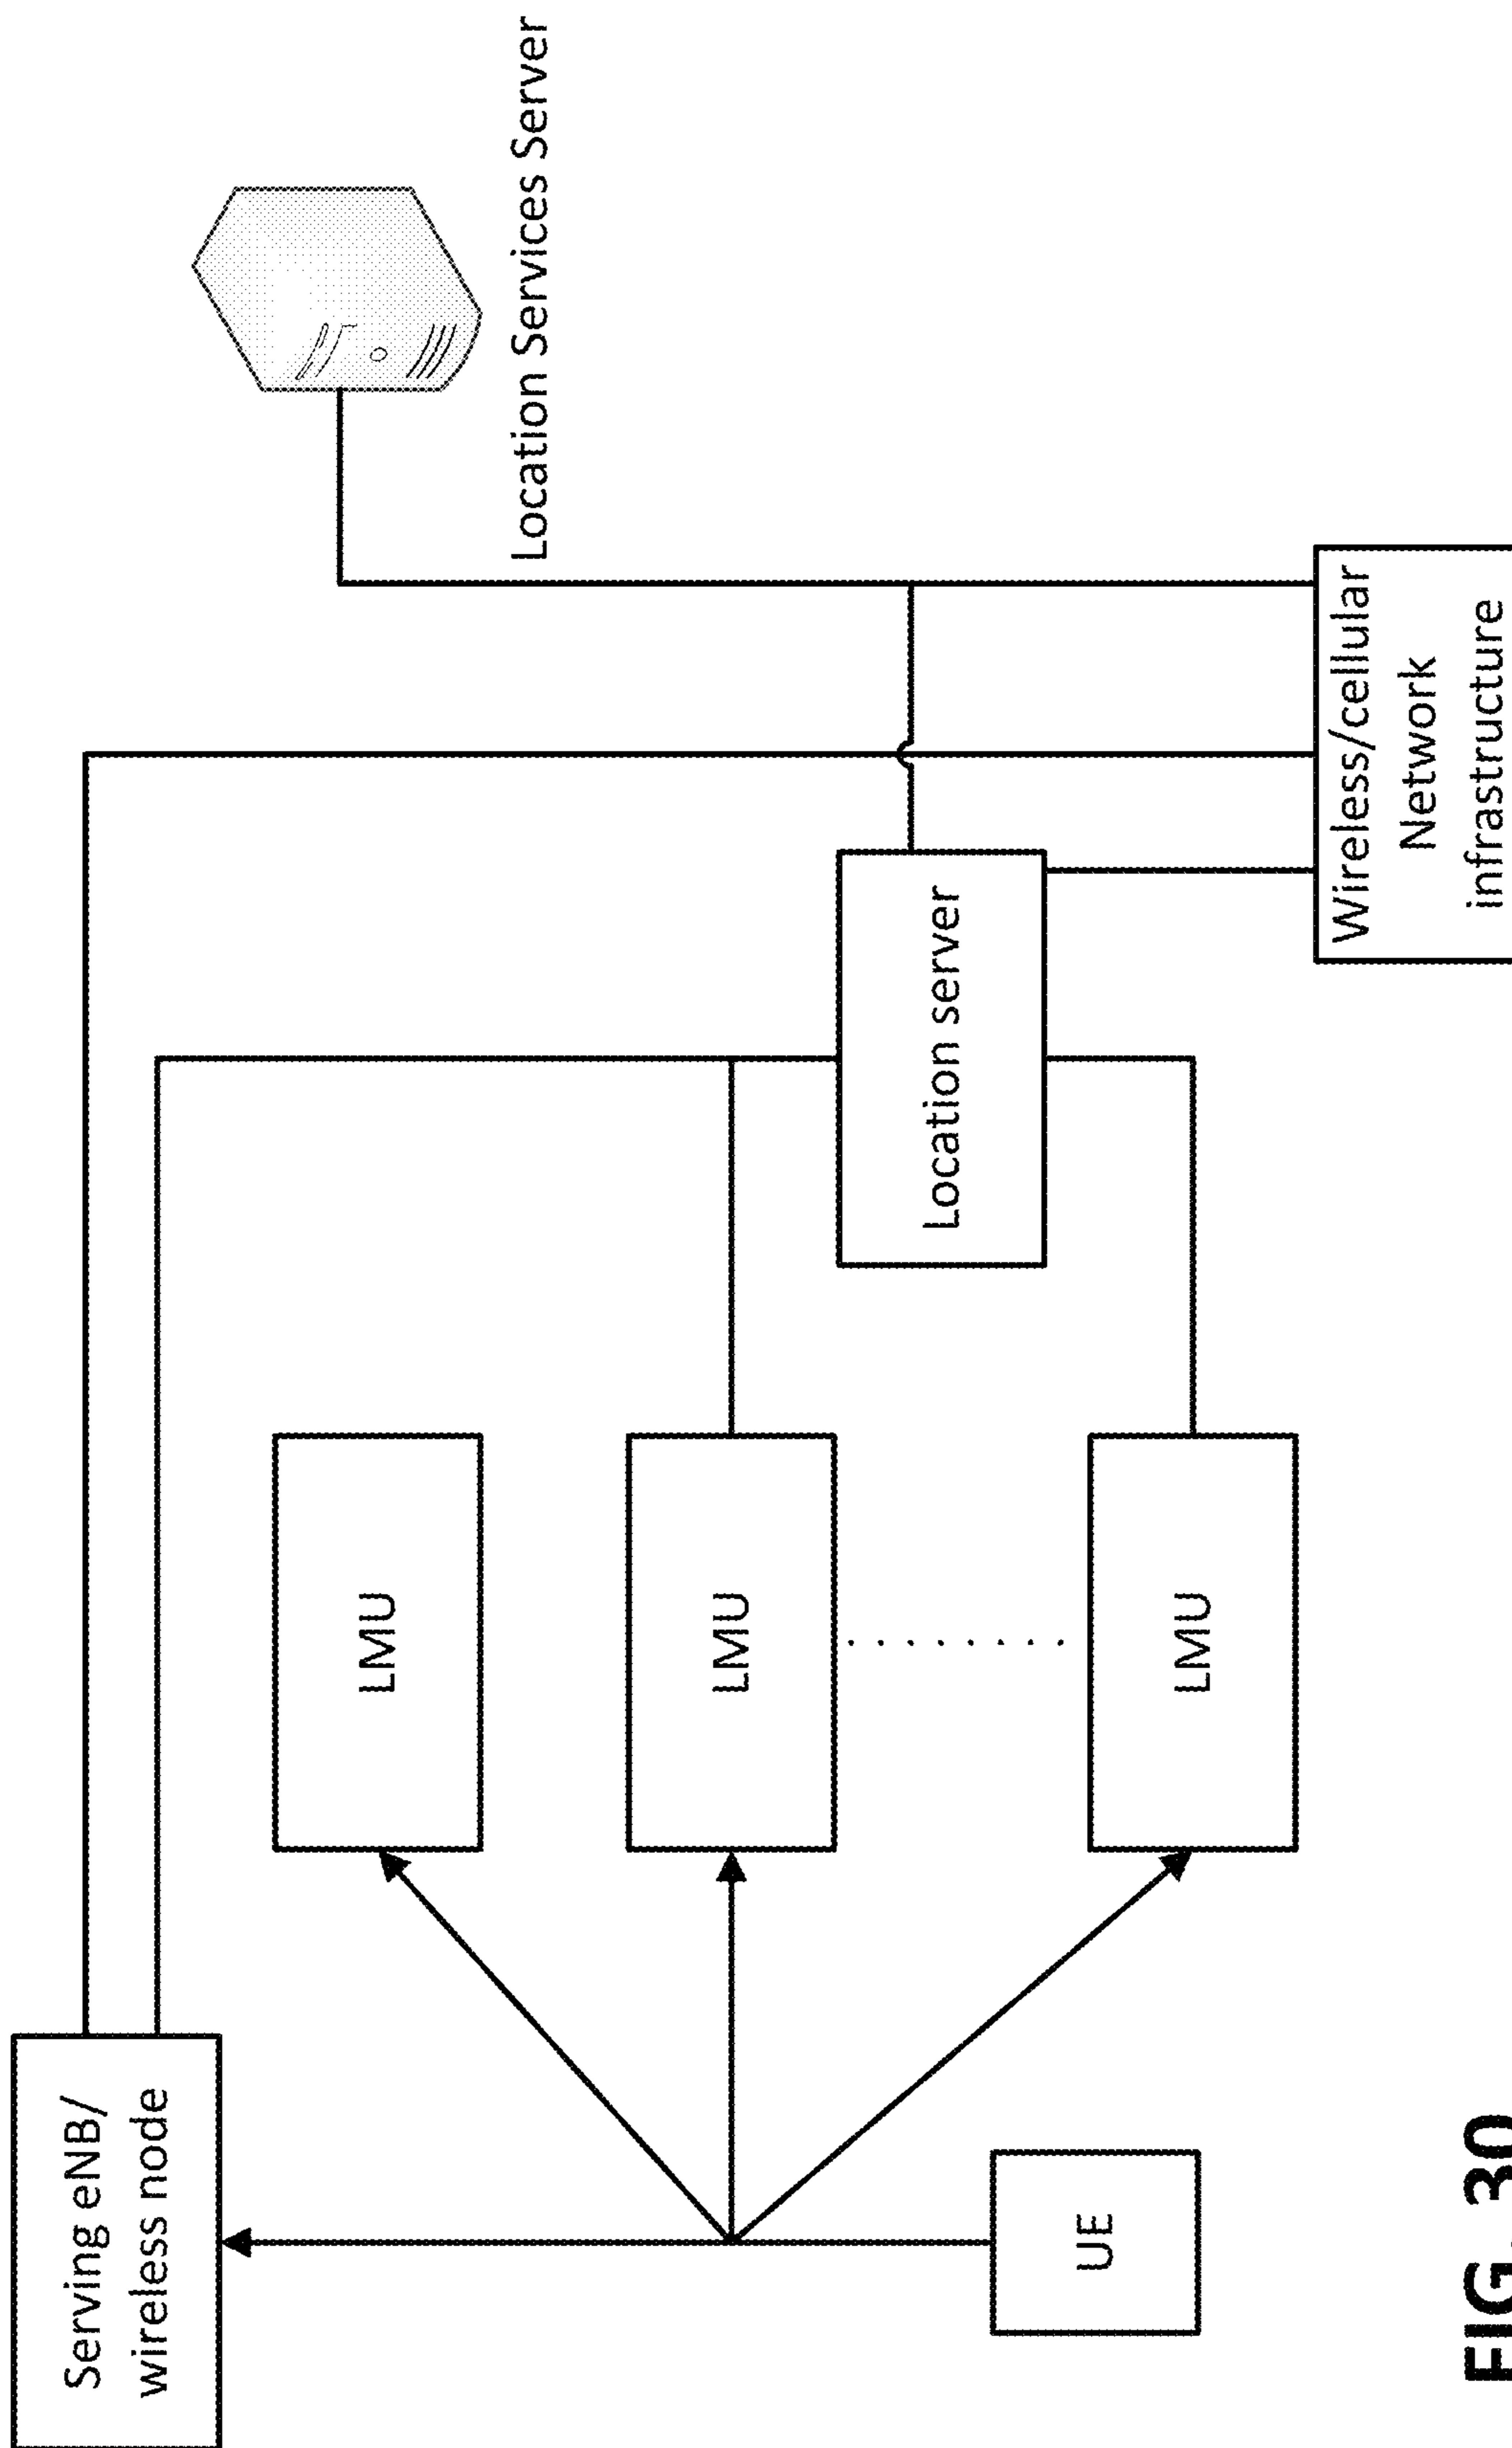 Serving eNB/
wireless node
LMU
LMU
LMU
UE
Location server
Location Services Server
Wireless/cellular
Network
infrastructure
FIG. 30